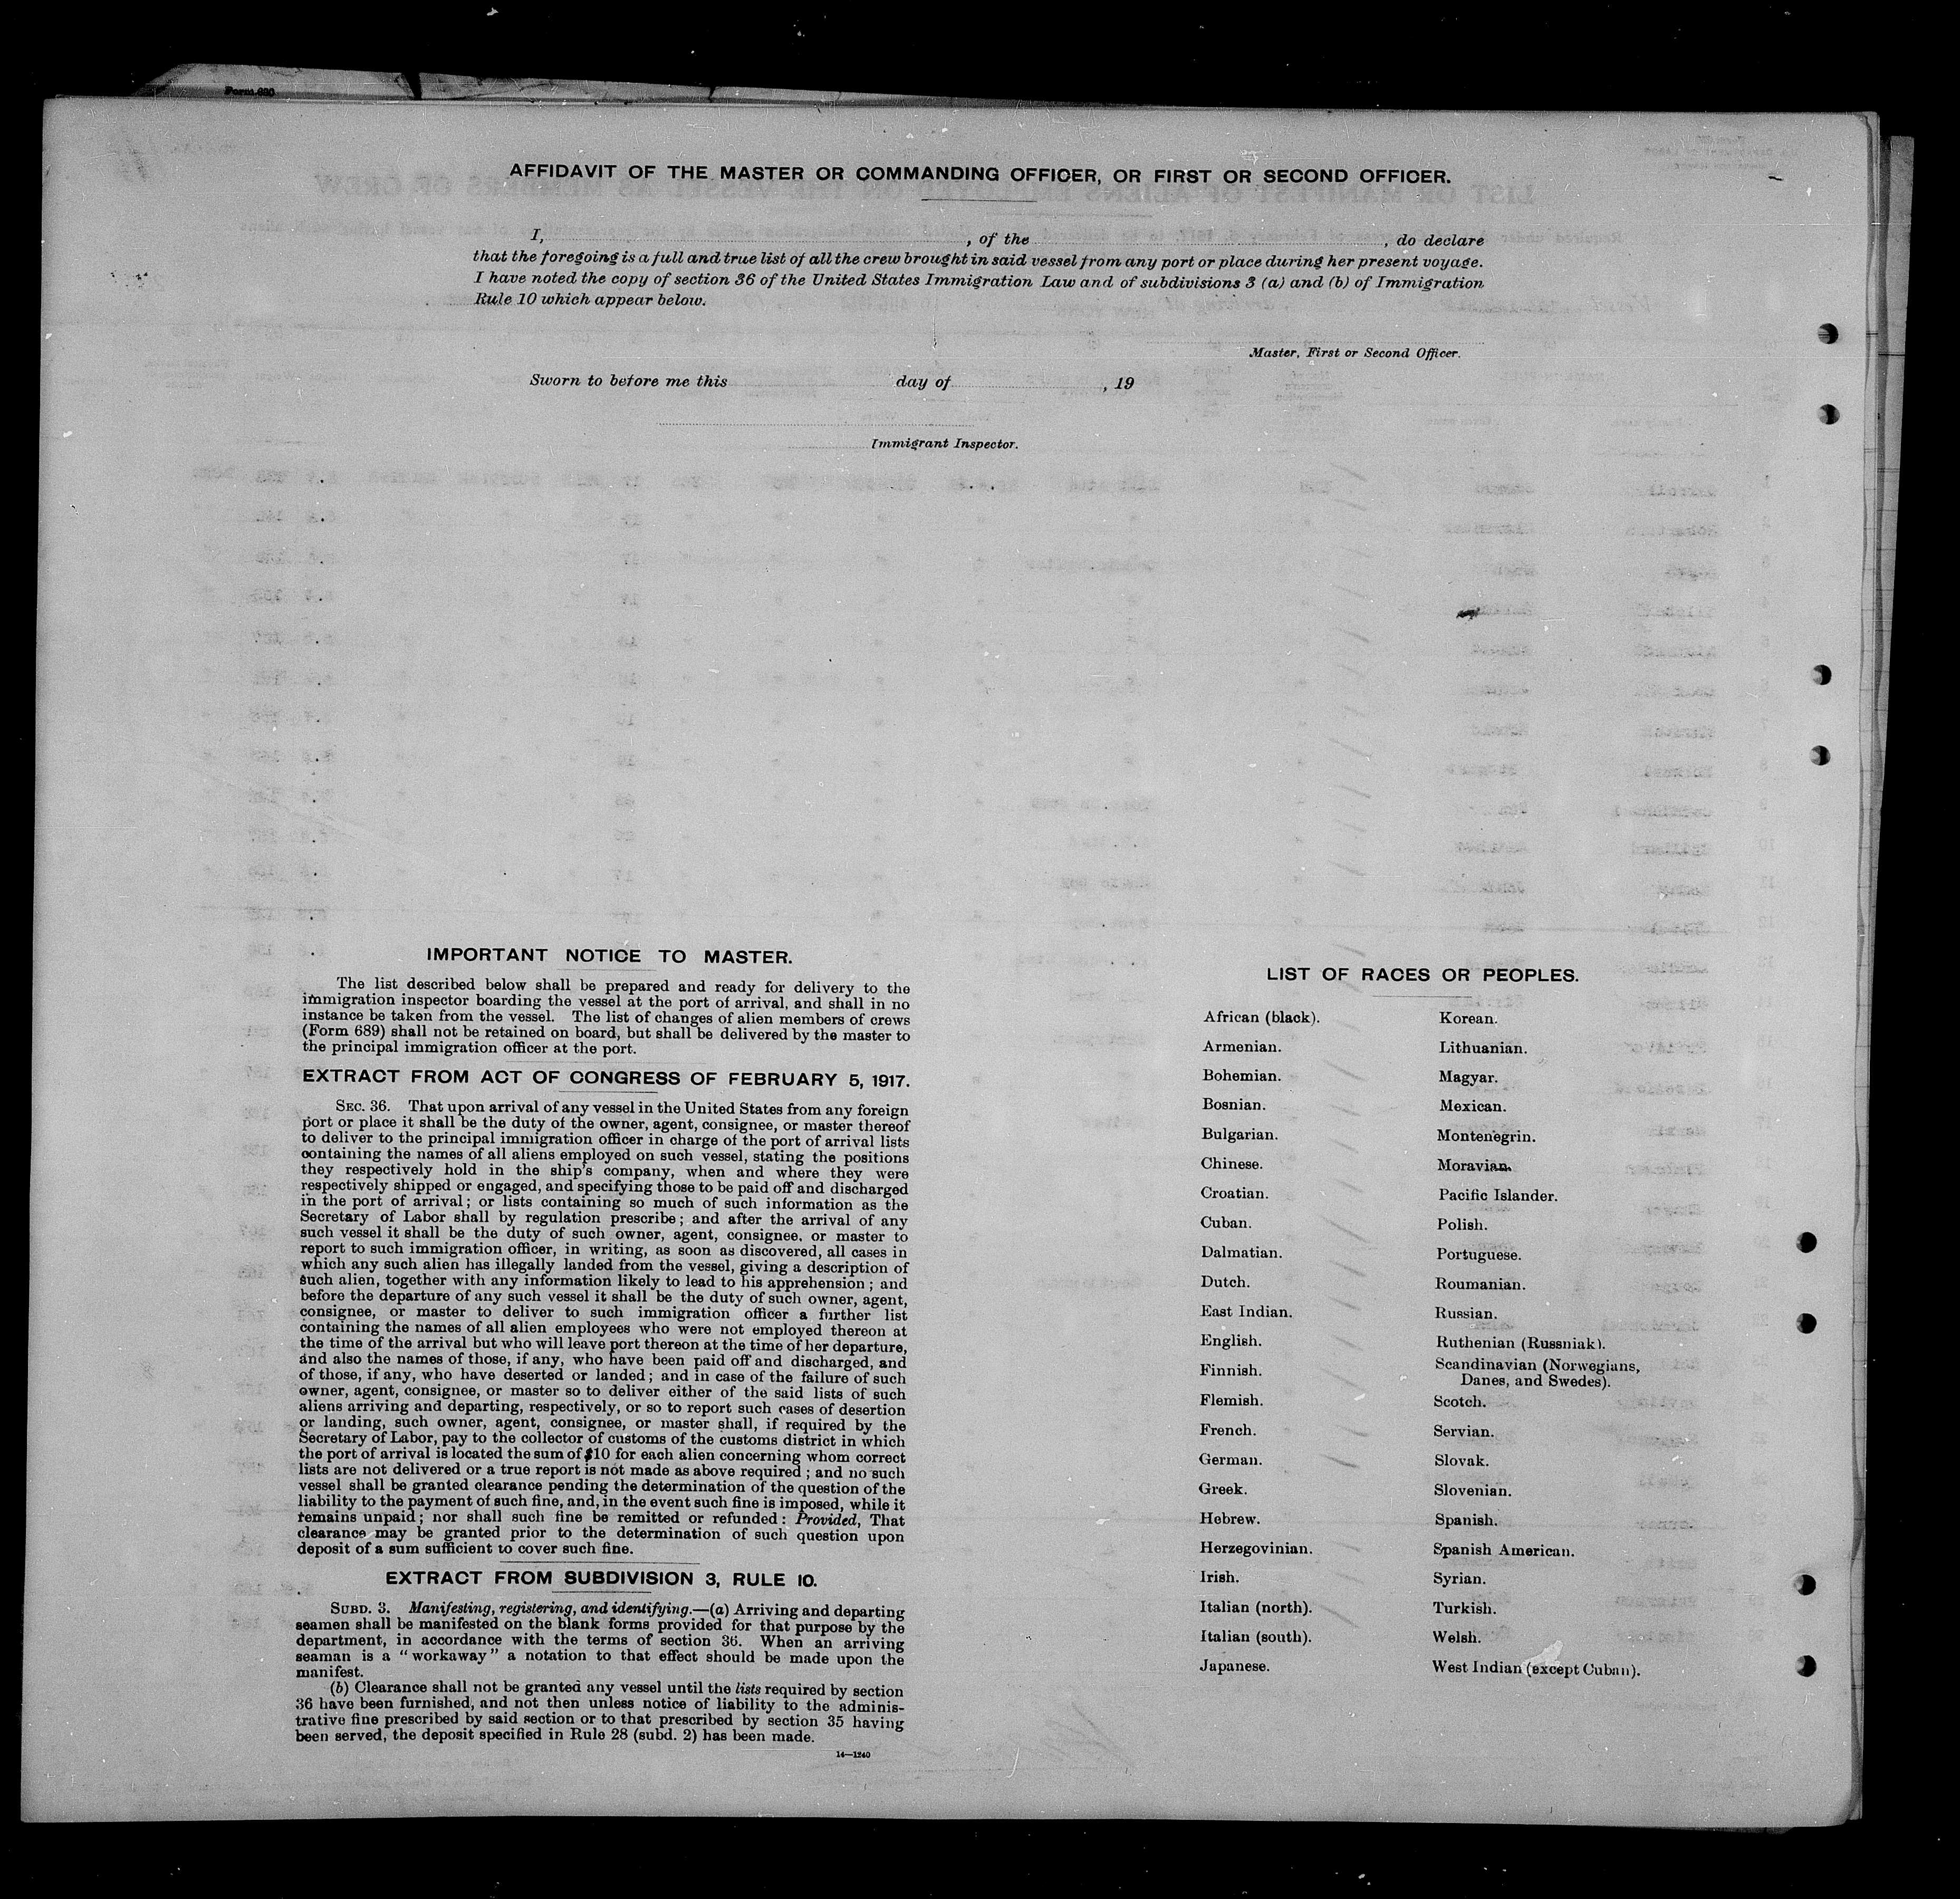 Form 680
AFFIDAVIT OF THE MASTER OR COMMANDING OFFICER, OR FIRST OR SECOND OFFICER.
I, , of the , do declare
that the foregoing is a full and true list of all the crew brought in said vessel from any port or place during her present voyage.
I have noted the copy of section 36 of the United States Immigration Law and of subdivisions 3 (a) and (b) of Immigration
Rule 10 which appear below.
Master, First or Second Officer.
Sworn to before me this day of , 19
Immigrant Inspector.
IMPORTANT NOTICE TO MASTER.
The list described below shall be prepared and ready for delivery to the
immigration inspector boarding the vessel at the port of arrival, and shall in no
instance be taken from the vessel. The list of changes of alien members of crews
(Form 689) shall not be retained on board, but shall be delivered by the master to
the principal immigration officer at the port.
EXTRACT FROM ACT OF CONGRESS OF FEBRUARY 5, 1917.
SEC. 36. That upon arrival of any vessel in the United States from any foreign
port or place it shall be the duty of the owner, agent, consignee, or master thereof
to deliver to the principal immigration officer in charge of the port of arrival lists
containing the names of all aliens employed on such vessel, stating the positions
they respectively hold in the ship's company, when and where they were
respectively shipped or engaged, and specifying those to be paid off and discharged
in the port of arrival; or lists containing so much of such information as the
Secretary of Labor shall by regulation prescribe; and after the arrival of any
such vessel it shall be the duty of such owner, agent, consignee, or master to
report to such immigration officer, in writing, as soon as discovered, all cases in
which any such alien has illegally landed from the vessel, giving a description of
such alien, together with any information likely to lead to his apprehension; and
before the departure of any such vessel it shall be the duty of such owner, agent,
consignee, or master to deliver to such immigration officer a further list
containing the names of all alien employees who were not employed thereon at
the time of the arrival but who will leave port thereon at the time of her departure,
and also the names of those, if any, who have been paid off and discharged, and
of those, if any, who have deserted or landed; and in case of the failure of such
owner, agent, consignee, or master so to deliver either of the said lists of such
aliens arriving and departing, respectively, or so to report such cases of desertion
or landing, such owner, agent, consignee, or master shall, if required by the
Secretary of Labor, pay to the collector of customs of the customs district in which
the port of arrival is located the sum of $10 for each alien concerning whom correct
lists are not delivered or a true report is not made as above required; and no such
vessel shall be granted clearance pending the determination of the question of the
liability to the payment of such fine, and, in the event such fine is imposed, while it
remains unpaid; nor shall such fine be remitted or refunded: Provided, That
clearance may be granted prior to the determination of such question upon
deposit of a sum sufficient to cover such fine.
EXTRACT FROM SUBDIVISION 3, RULE 10.
SUBD. 3. Manifesting, registering, and identifying.—(a) Arriving and departing
seamen shall be manifested on the blank forms provided for that purpose by the
department, in accordance with the terms of section 36. When an arriving
seaman is a "workaway" a notation to that effect should be made upon the
manifest.
(b) Clearance shall not be granted any vessel until the lists required by section
36 have been furnished, and not then unless notice of liability to the adminis-
trative fine prescribed by said section or to that prescribed by section 35 having
been served, the deposit specified in Rule 28 (subd. 2) has been made.
14—1240
LIST OF RACES OR PEOPLES.
African (black).
Armenian.
Bohemian.
Bosnian.
Bulgarian.
Chinese.
Croatian.
Cuban.
Dalmatian.
Dutch.
East Indian.
English.
Finnish.
Flemish.
French.
German.
Greek.
Hebrew.
Herzegovinian.
Irish.
Italian (north).
Italian (south).
Japanese.
Korean.
Lithuanian.
Magyar.
Mexican.
Montenegrin.
Moravian.
Pacific Islander.
Polish.
Portuguese.
Roumanian.
Russian.
Ruthenian (Russniak).
Scandinavian (Norwegians,
Danes, and Swedes).
Scotch.
Servian.
Slovak.
Slovenian.
Spanish.
Spanish American.
Syrian.
Turkish.
Welsh.
West Indian (except Cuban).